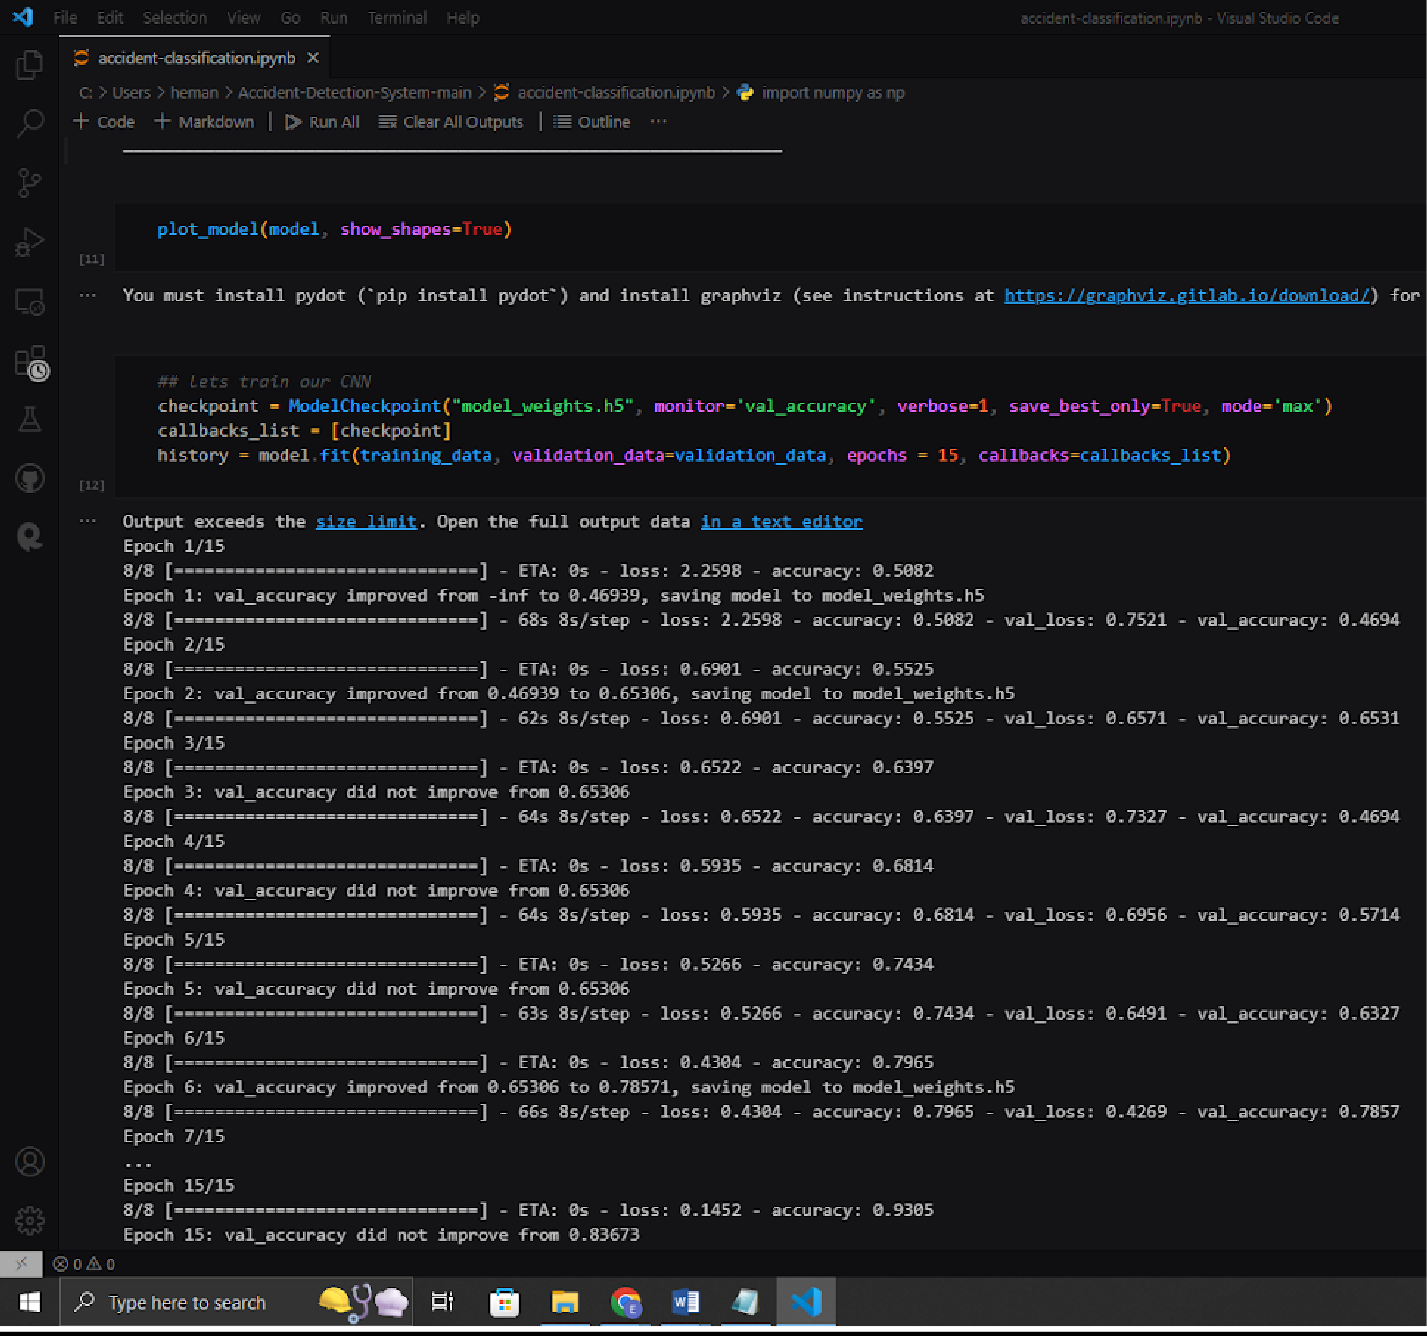 File Edit Selection View Go Run Terminal Help accident-classification.ipynb - Visual Studio Code
accident-classification.ipynb ×
C: > Users > heman > Accident-Detection-System-main > accident-classification.ipynb > import numpy as np
+ Code + Markdown | Run All Clear All Outputs | Outline ...
plot_model(model, show_shapes=True)
[11]
... You must install pydot (`pip install pydot`) and install graphviz (see instructions at https://graphviz.gitlab.io/download/) for
## Lets train our CNN
checkpoint = ModelCheckpoint("model_weights.h5", monitor='val_accuracy', verbose=1, save_best_only=True, mode='max')
callbacks_list = [checkpoint]
history = model.fit(training_data, validation_data=validation_data, epochs = 15, callbacks=callbacks_list)
[12]
... Output exceeds the size limit. Open the full output data in a text editor
Epoch 1/15
8/8 [==============================] - ETA: 0s - loss: 2.2598 - accuracy: 0.5082
Epoch 1: val_accuracy improved from -inf to 0.46939, saving model to model_weights.h5
8/8 [==============================] - 68s 8s/step - loss: 2.2598 - accuracy: 0.5082 - val_loss: 0.7521 - val_accuracy: 0.4694
Epoch 2/15
8/8 [==============================] - ETA: 0s - loss: 0.6901 - accuracy: 0.5525
Epoch 2: val_accuracy improved from 0.46939 to 0.65306, saving model to model_weights.h5
8/8 [==============================] - 62s 8s/step - loss: 0.6901 - accuracy: 0.5525 - val_loss: 0.6571 - val_accuracy: 0.6531
Epoch 3/15
8/8 [==============================] - ETA: 0s - loss: 0.6522 - accuracy: 0.6397
Epoch 3: val_accuracy did not improve from 0.65306
8/8 [==============================] - 64s 8s/step - loss: 0.6522 - accuracy: 0.6397 - val_loss: 0.7327 - val_accuracy: 0.4694
Epoch 4/15
8/8 [==============================] - ETA: 0s - loss: 0.5935 - accuracy: 0.6814
Epoch 4: val_accuracy did not improve from 0.65306
8/8 [==============================] - 64s 8s/step - loss: 0.5935 - accuracy: 0.6814 - val_loss: 0.6956 - val_accuracy: 0.5714
Epoch 5/15
8/8 [==============================] - ETA: 0s - loss: 0.5266 - accuracy: 0.7434
Epoch 5: val_accuracy did not improve from 0.65306
8/8 [==============================] - 63s 8s/step - loss: 0.5266 - accuracy: 0.7434 - val_loss: 0.6491 - val_accuracy: 0.6327
Epoch 6/15
8/8 [==============================] - ETA: 0s - loss: 0.4304 - accuracy: 0.7965
Epoch 6: val_accuracy improved from 0.65306 to 0.78571, saving model to model_weights.h5
8/8 [==============================] - 66s 8s/step - loss: 0.4304 - accuracy: 0.7965 - val_loss: 0.4269 - val_accuracy: 0.7857
Epoch 7/15
...
Epoch 15/15
8/8 [==============================] - ETA: 0s - loss: 0.1452 - accuracy: 0.9305
Epoch 15: val_accuracy did not improve from 0.83673
0 0
Type here to search